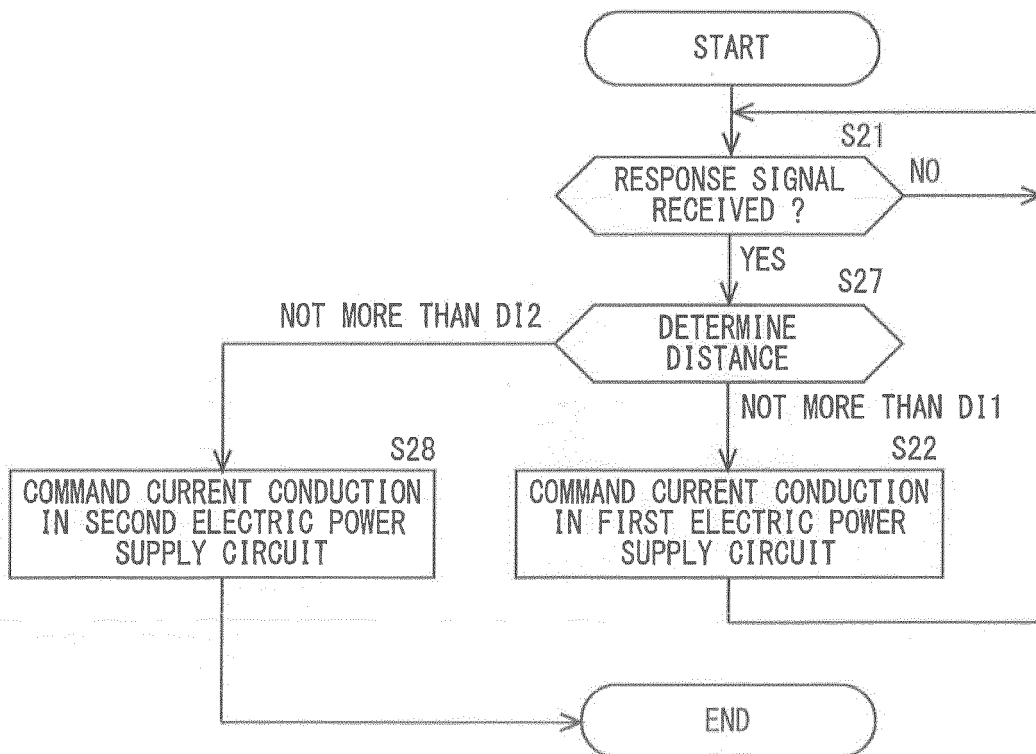 START
S21
RESPONSE SIGNAL
RECEIVED ?
NO
YES
S27
NOT MORE THAN DI2
DETERMINE
DISTANCE
NOT MORE THAN DI1
S28
S22
COMMAND CURRENT CONDUCTION
IN SECOND ELECTRIC POWER
SUPPLY CIRCUIT
COMMAND CURRENT CONDUCTION
IN FIRST ELECTRIC POWER
SUPPLY CIRCUIT
END